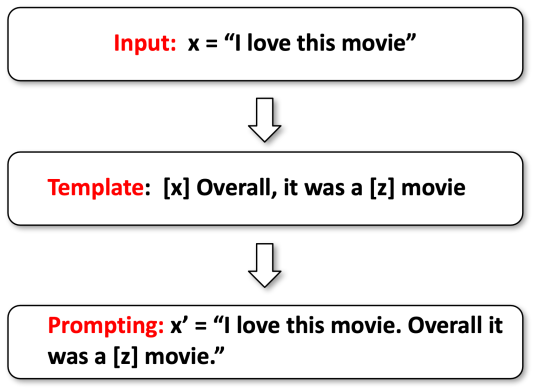 Input: x = “I love this movie”
Template: [x] Overall, it was a [z] movie
Prompting: x’ = “I love this movie. Overall it
was a [z] movie.”